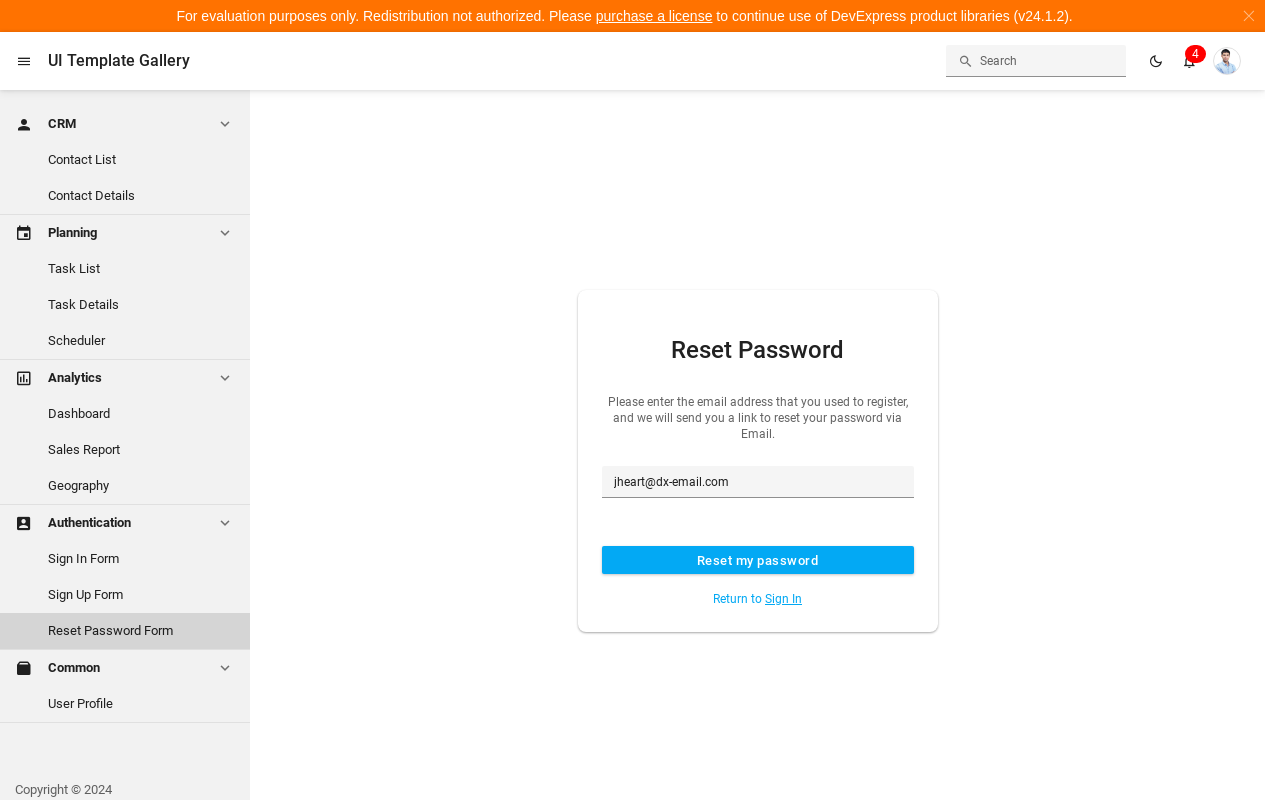 For evaluation purposes only. Redistribution not authorized. Please purchase a license to continue use of DevExpress product libraries (v24.1.2).
UI Template Gallery
Search
4
CRM
Contact List
Contact Details
Planning
Task List
Task Details
Scheduler
Analytics
Dashboard
Sales Report
Geography
Authentication
Sign In Form
Sign Up Form
Reset Password Form
Common
User Profile
Copyright © 2024
Reset Password
Please enter the email address that you used to register,
and we will send you a link to reset your password via
Email.
jheart@dx-email.com
Reset my password
Return to Sign In